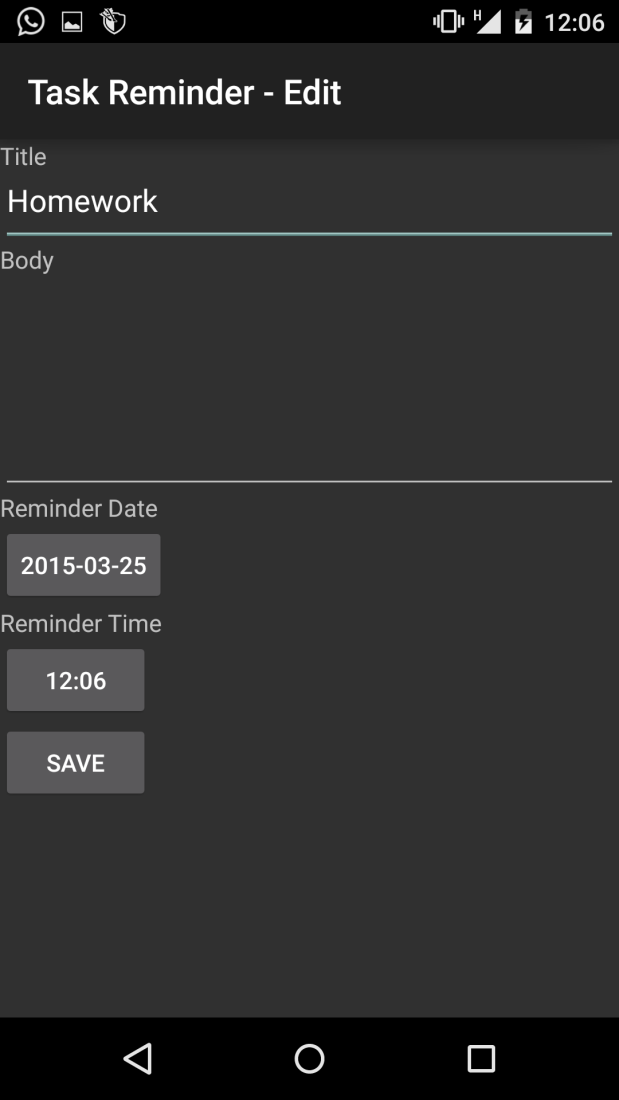 H 12:06
Task Reminder - Edit
Title
Homework
Body
Reminder Date
2015-03-25
Reminder Time
12:06
SAVE